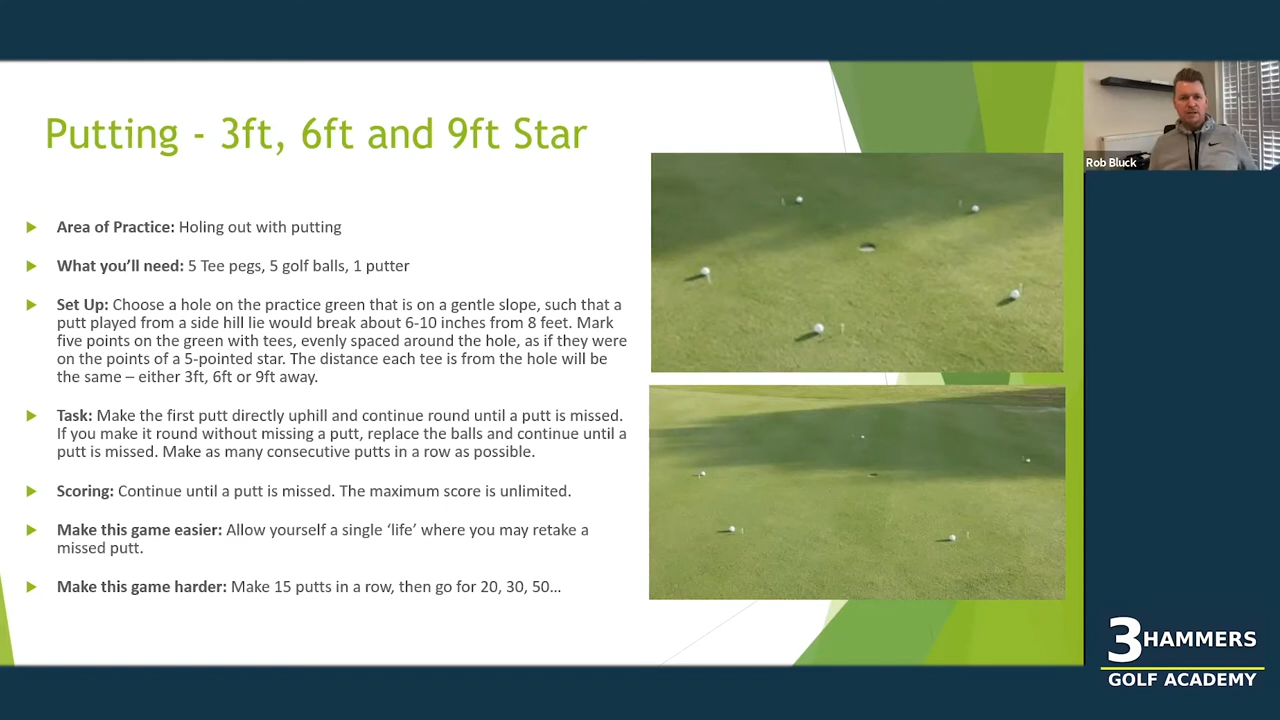 Putting - 3ft, 6ft and 9ft Star
Area of Practice: Holing out with putting
What you’ll need: 5 Tee pegs, 5 golf balls, 1 putter
Set Up: Choose a hole on the practice green that is on a gentle slope, such that a
putt played from a side hill lie would break about 6-10 inches from 8 feet. Mark
five points on the green with tees, evenly spaced around the hole, as if they were
on the points of a 5-pointed star. The distance each tee is from the hole will be
the same – either 3ft, 6ft or 9ft away.
Task: Make the first putt directly uphill and continue round until a putt is missed.
If you make it round without missing a putt, replace the balls and continue until a
putt is missed. Make as many consecutive putts in a row as possible.
Scoring: Continue until a putt is missed. The maximum score is unlimited.
Make this game easier: Allow yourself a single ‘life’ where you may retake a
missed putt.
Make this game harder: Make 15 putts in a row, then go for 20, 30, 50…
Rob Bluck
3 HAMMERS
GOLF ACADEMY